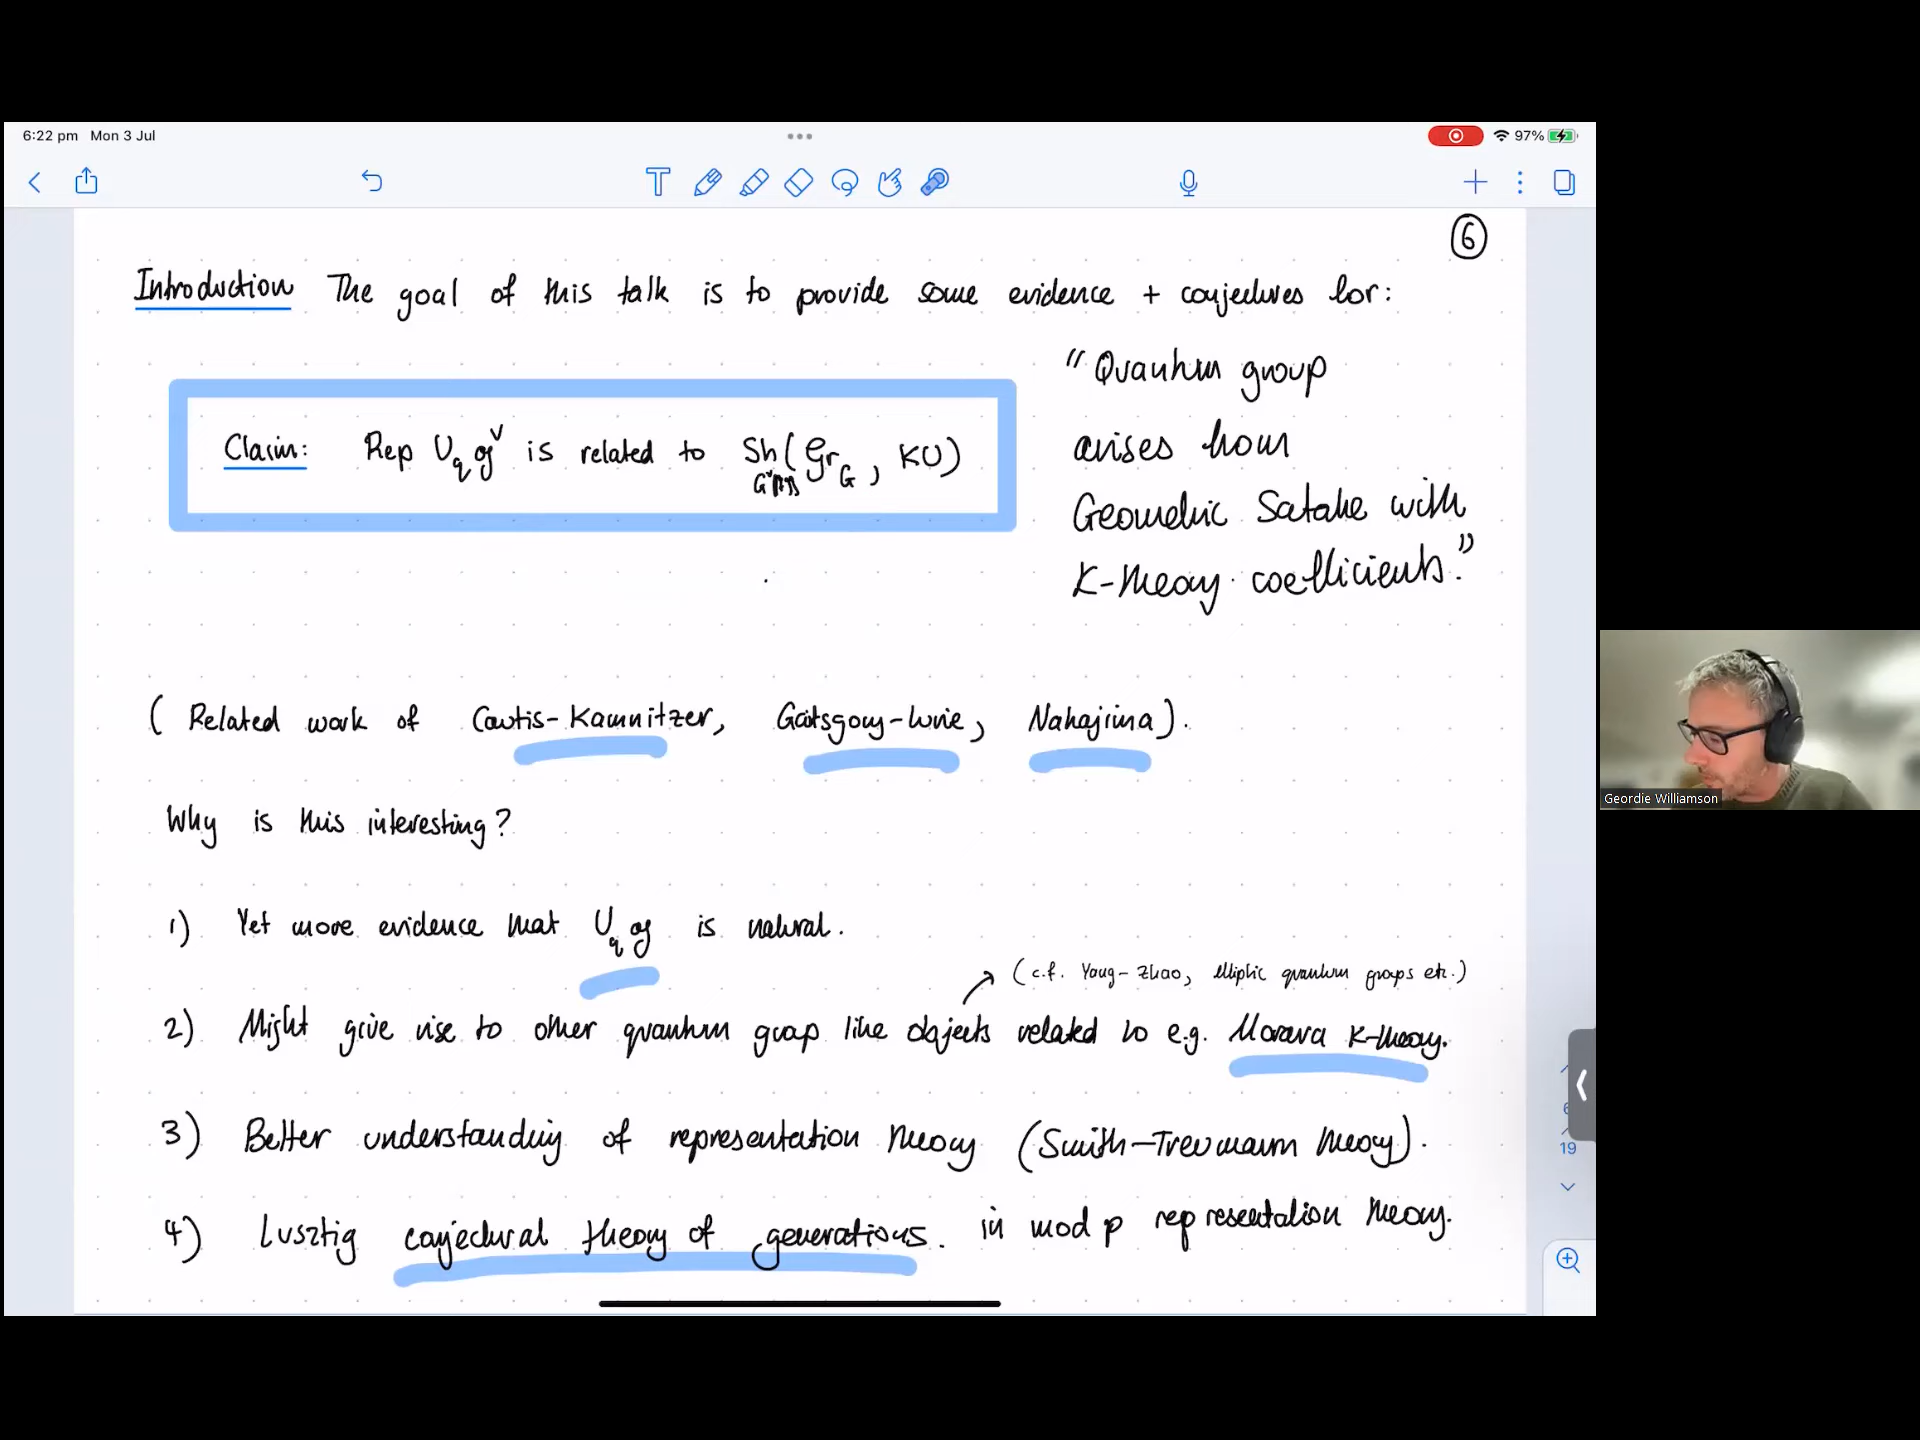 6:22 pm Mon 3 Jul
97%
6
Introduction The goal of this talk is to provide some evidence + conjectures for:
Claim: Rep U_q g^∨ is related to Sh (Gr_G, KU)
"Quantum group
arises from
Geometric Satake with
K-theory coefficients."
(Related work of Cautis-Kamnitzer, Gaitsgory-Lurie, Nakajima).
Why is this interesting?
1) Yet more evidence that U_q g is natural.
(c.f. Yang-Zhao, elliptic quantum groups etc.)
2) Might give rise to other quantum group like objects related to e.g. Morava K-theory.
3) Better understanding of representation theory (Smith-Treumann theory).
4) Lusztig conjectural theory of generations. in mod p representation theory.
19
Geordie Williamson